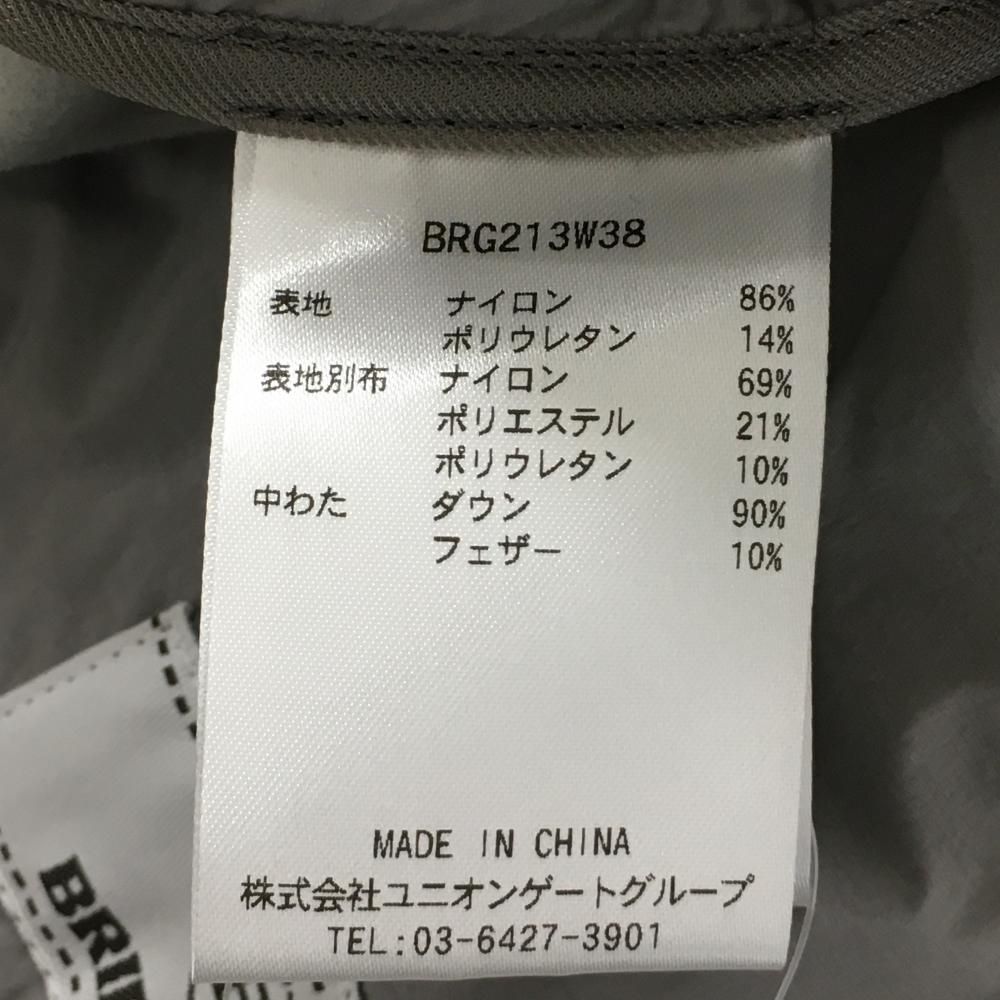 BRG213W38
表地 ナイロン 86%
ポリウレタン 14%
表地別布 ナイロン 69%
ポリエステル 21%
ポリウレタン 10%
中わた ダウン 90%
フェザー 10%
MADE IN CHINA
株式会社ユニオンゲートグループ
TEL:03-6427-3901